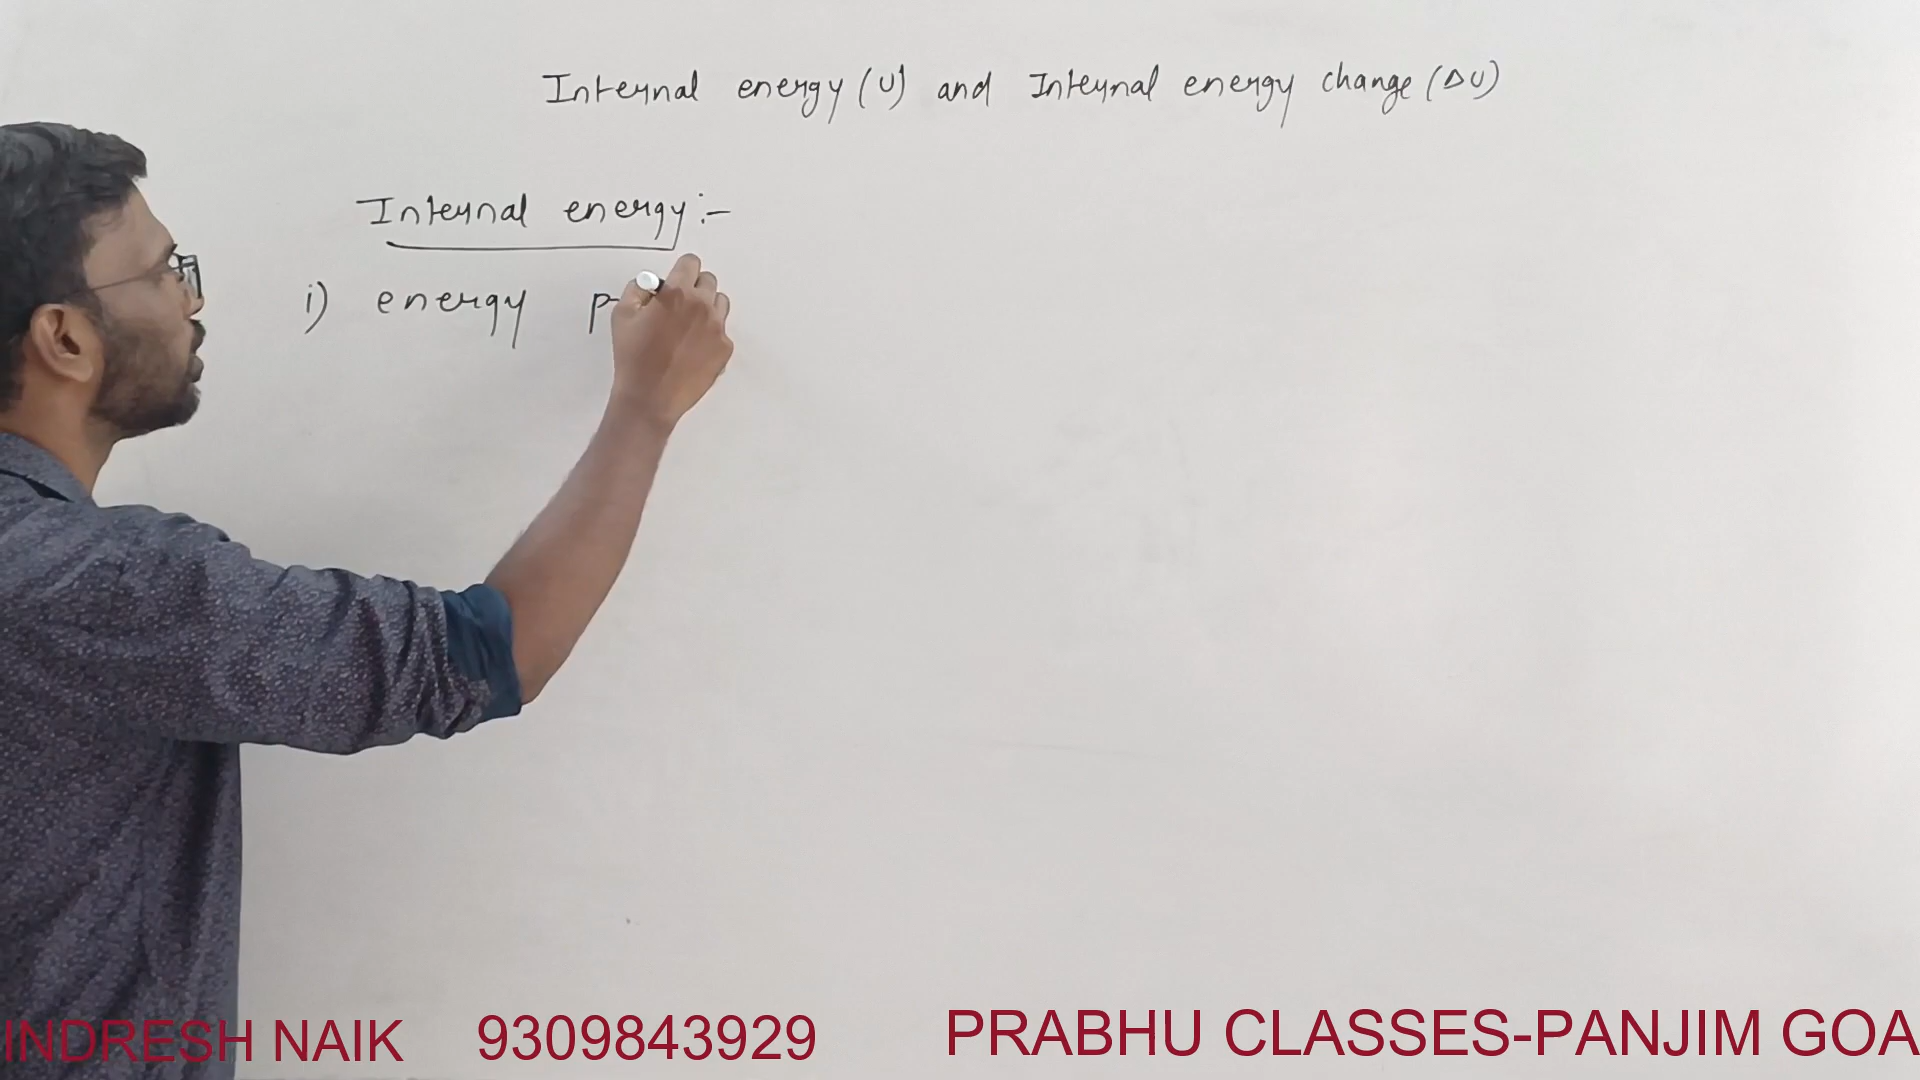 Internal energy (U) and Internal energy change (ΔU)
Internal energy:-
i) energy p
INDRESH NAIK 9309843929 PRABHU CLASSES-PANJIM GOA